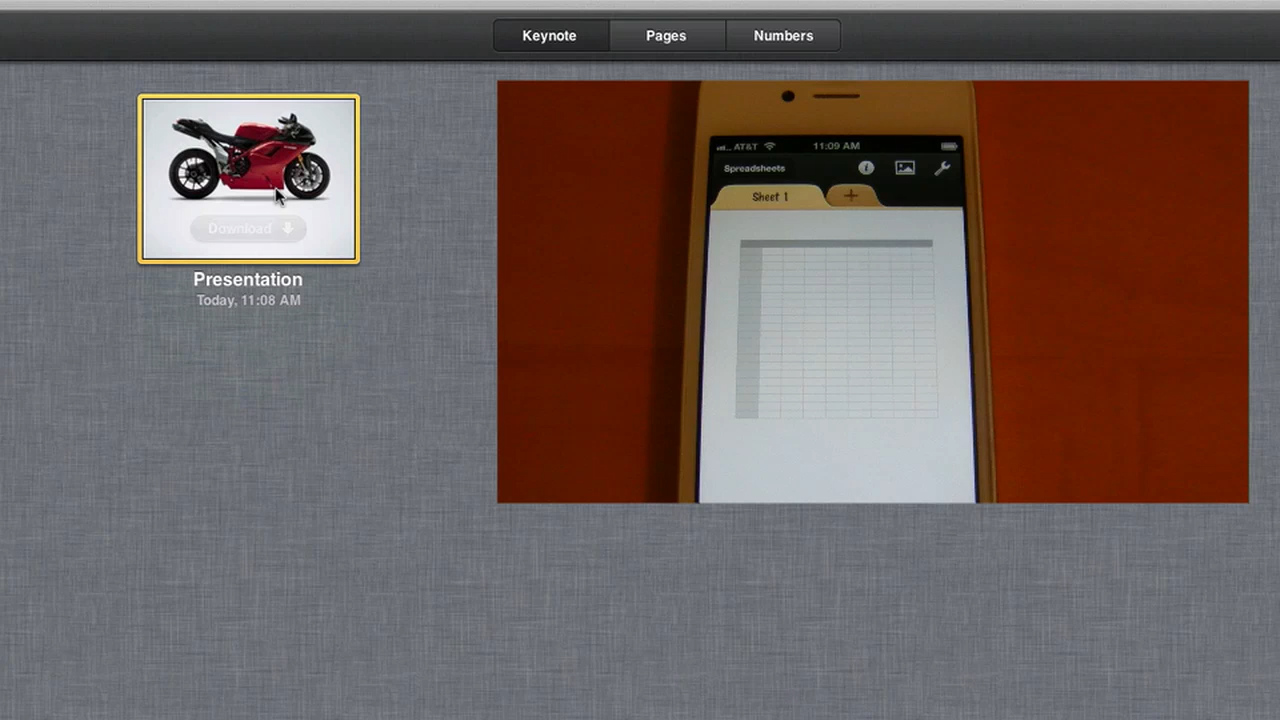 Keynote
Pages
Numbers
Download
Presentation
Today, 11:08 AM
AT&T
11:09 AM
Spreadsheets
Sheet 1